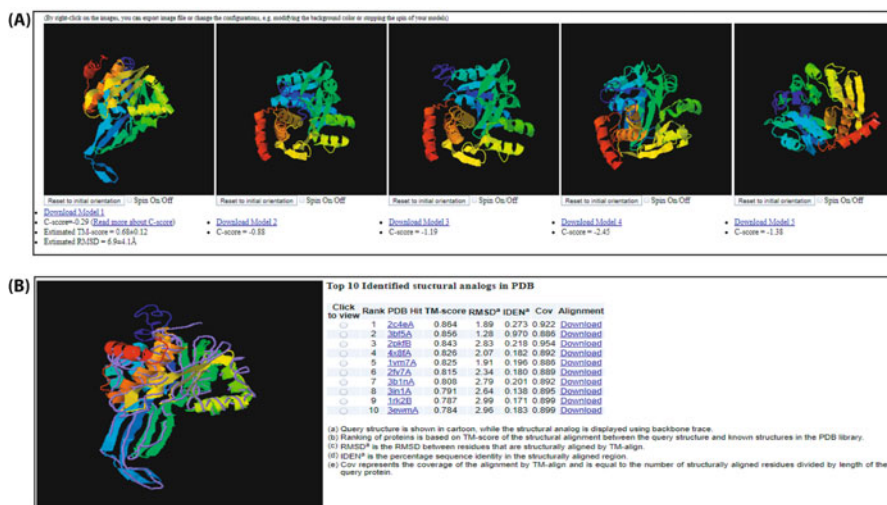 (A)
(By right-click on the images, you can export image file or change the configurations, e.g. modifying the background color or stopping the spin of your models)
Reset to initial orientation Spin On/Off
Reset to initial orientation Spin On/Off
Reset to initial orientation Spin On/Off
Reset to initial orientation Spin On/Off
Reset to initial orientation Spin On/Off
• Download Model 1
• C-score=-0.29 (Read more about C-score)
• Estimated TM-score = 0.68±0.12
• Estimated RMSD = 6.9±4.1Å
• Download Model 2
• C-score = -0.88
• Download Model 3
• C-score = -1.19
• Download Model 4
• C-score = -2.45
• Download Model 5
• C-score = -1.38
(B)
Top 10 Identified stuctural analogs in PDB
Click to view Rank PDB Hit TM-score RMSDª IDENª Cov Alignment
1 2c4eA 0.864 1.89 0.273 0.922 Download
2 3bf5A 0.856 1.28 0.970 0.886 Download
3 2pkfB 0.843 2.83 0.218 0.954 Download
4 4x8fA 0.826 2.07 0.182 0.892 Download
5 1vm7A 0.825 1.91 0.196 0.886 Download
6 2fv7A 0.815 2.34 0.180 0.889 Download
7 3b1nA 0.808 2.79 0.201 0.892 Download
8 3in1A 0.791 2.64 0.138 0.895 Download
9 1rk2B 0.787 2.99 0.171 0.899 Download
10 3ewmA 0.784 2.96 0.183 0.899 Download
(a) Query structure is shown in cartoon, while the structural analog is displayed using backbone trace.
(b) Ranking of proteins is based on TM-score of the structural alignment between the query structure and known structures in the PDB library.
(c) RMSDª is the RMSD between residues that are structurally aligned by TM-align.
(d) IDENª is the percentage sequence identity in the structurally aligned region.
(e) Cov represents the coverage of the alignment by TM-align and is equal to the number of structurally aligned residues divided by length of the
query protein.